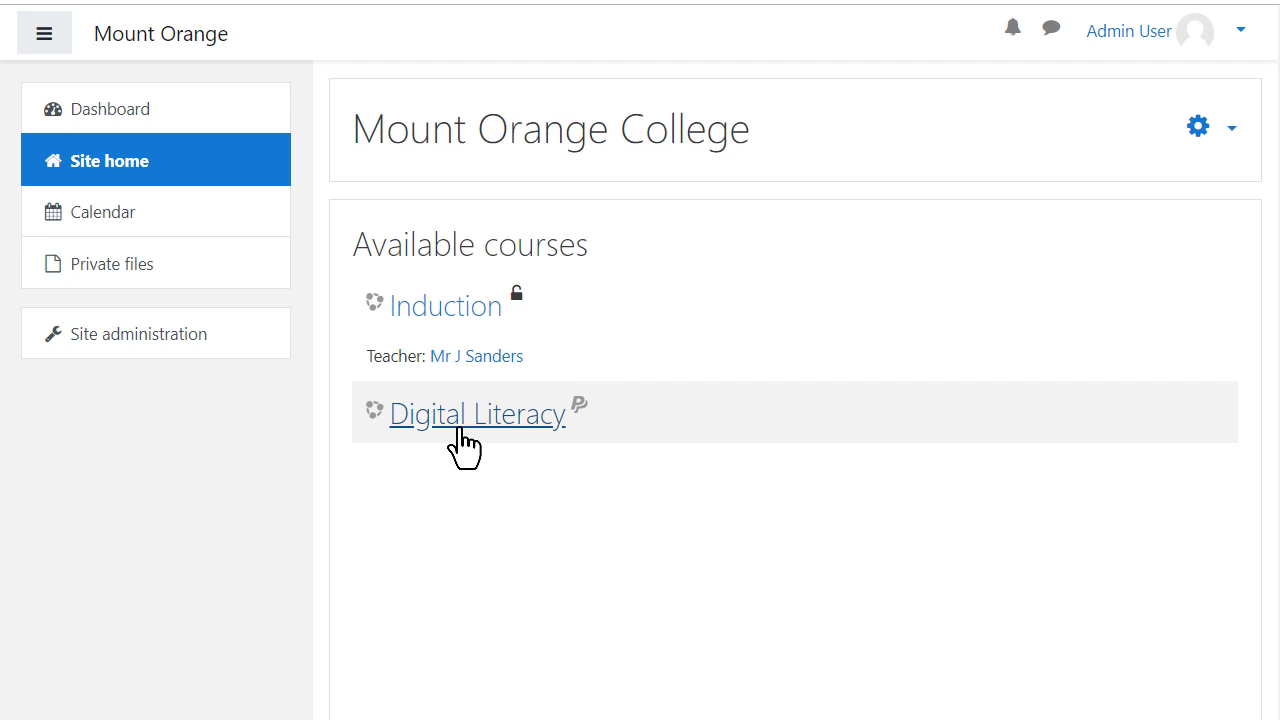 Mount Orange
Admin User
Dashboard
Site home
Calendar
Private files
Site administration
Mount Orange College
Available courses
Induction
Teacher: Mr J Sanders
Digital Literacy